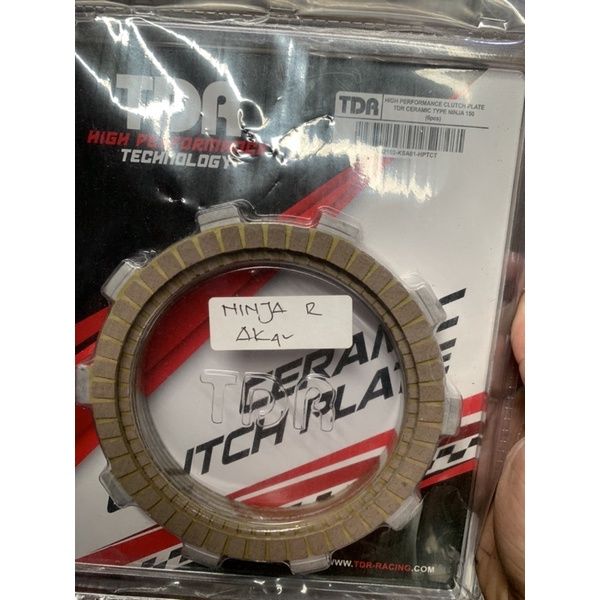 TDR
HIGH PERFORMANCE
TECHNOLOGY
TDR
HIGH PERFORMANCE CLUTCH PLATE
TDR CERAMIC TYPE NINJA 150
(6pcs)
NINJA R
TDR
CERAMIC
CLUTCH PLATE
WWW.TDR-RACING.COM